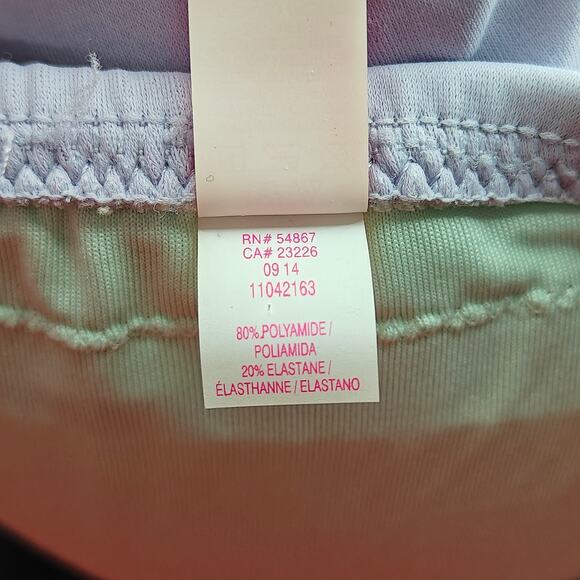 RN# 54867
CA# 23226
09 14
11042163
80% POLYAMIDE /
POLIAMIDA
20% ELASTANE /
ÉLASTHANNE / ELASTANO